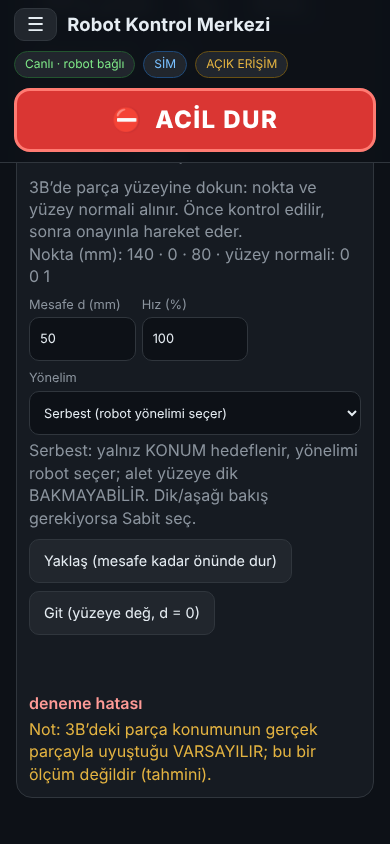 ☰ Robot Kontrol Merkezi
Canlı · robot bağlı SİM AÇIK ERİŞİM
⛔ ACİL DUR
3B’de parça yüzeyine dokun: nokta ve
yüzey normali alınır. Önce kontrol edilir,
sonra onayınla hareket eder.
Nokta (mm): 140 · 0 · 80 · yüzey normali: 0
0 1
Mesafe d (mm) Hız (%)
50 100
Yönelim
Serbest (robot yönelimi seçer)
Serbest: yalnız KONUM hedeflenir, yönelimi
robot seçer; alet yüzeye dik
BAKMAYABİLİR. Dik/aşağı bakış
gerekiyorsa Sabit seç.
Yaklaş (mesafe kadar önünde dur)
Git (yüzeye değ, d = 0)
deneme hatası
Not: 3B’deki parça konumunun gerçek
parçayla uyuştuğu VARSAYILIR; bu bir
ölçüm değildir (tahmini).